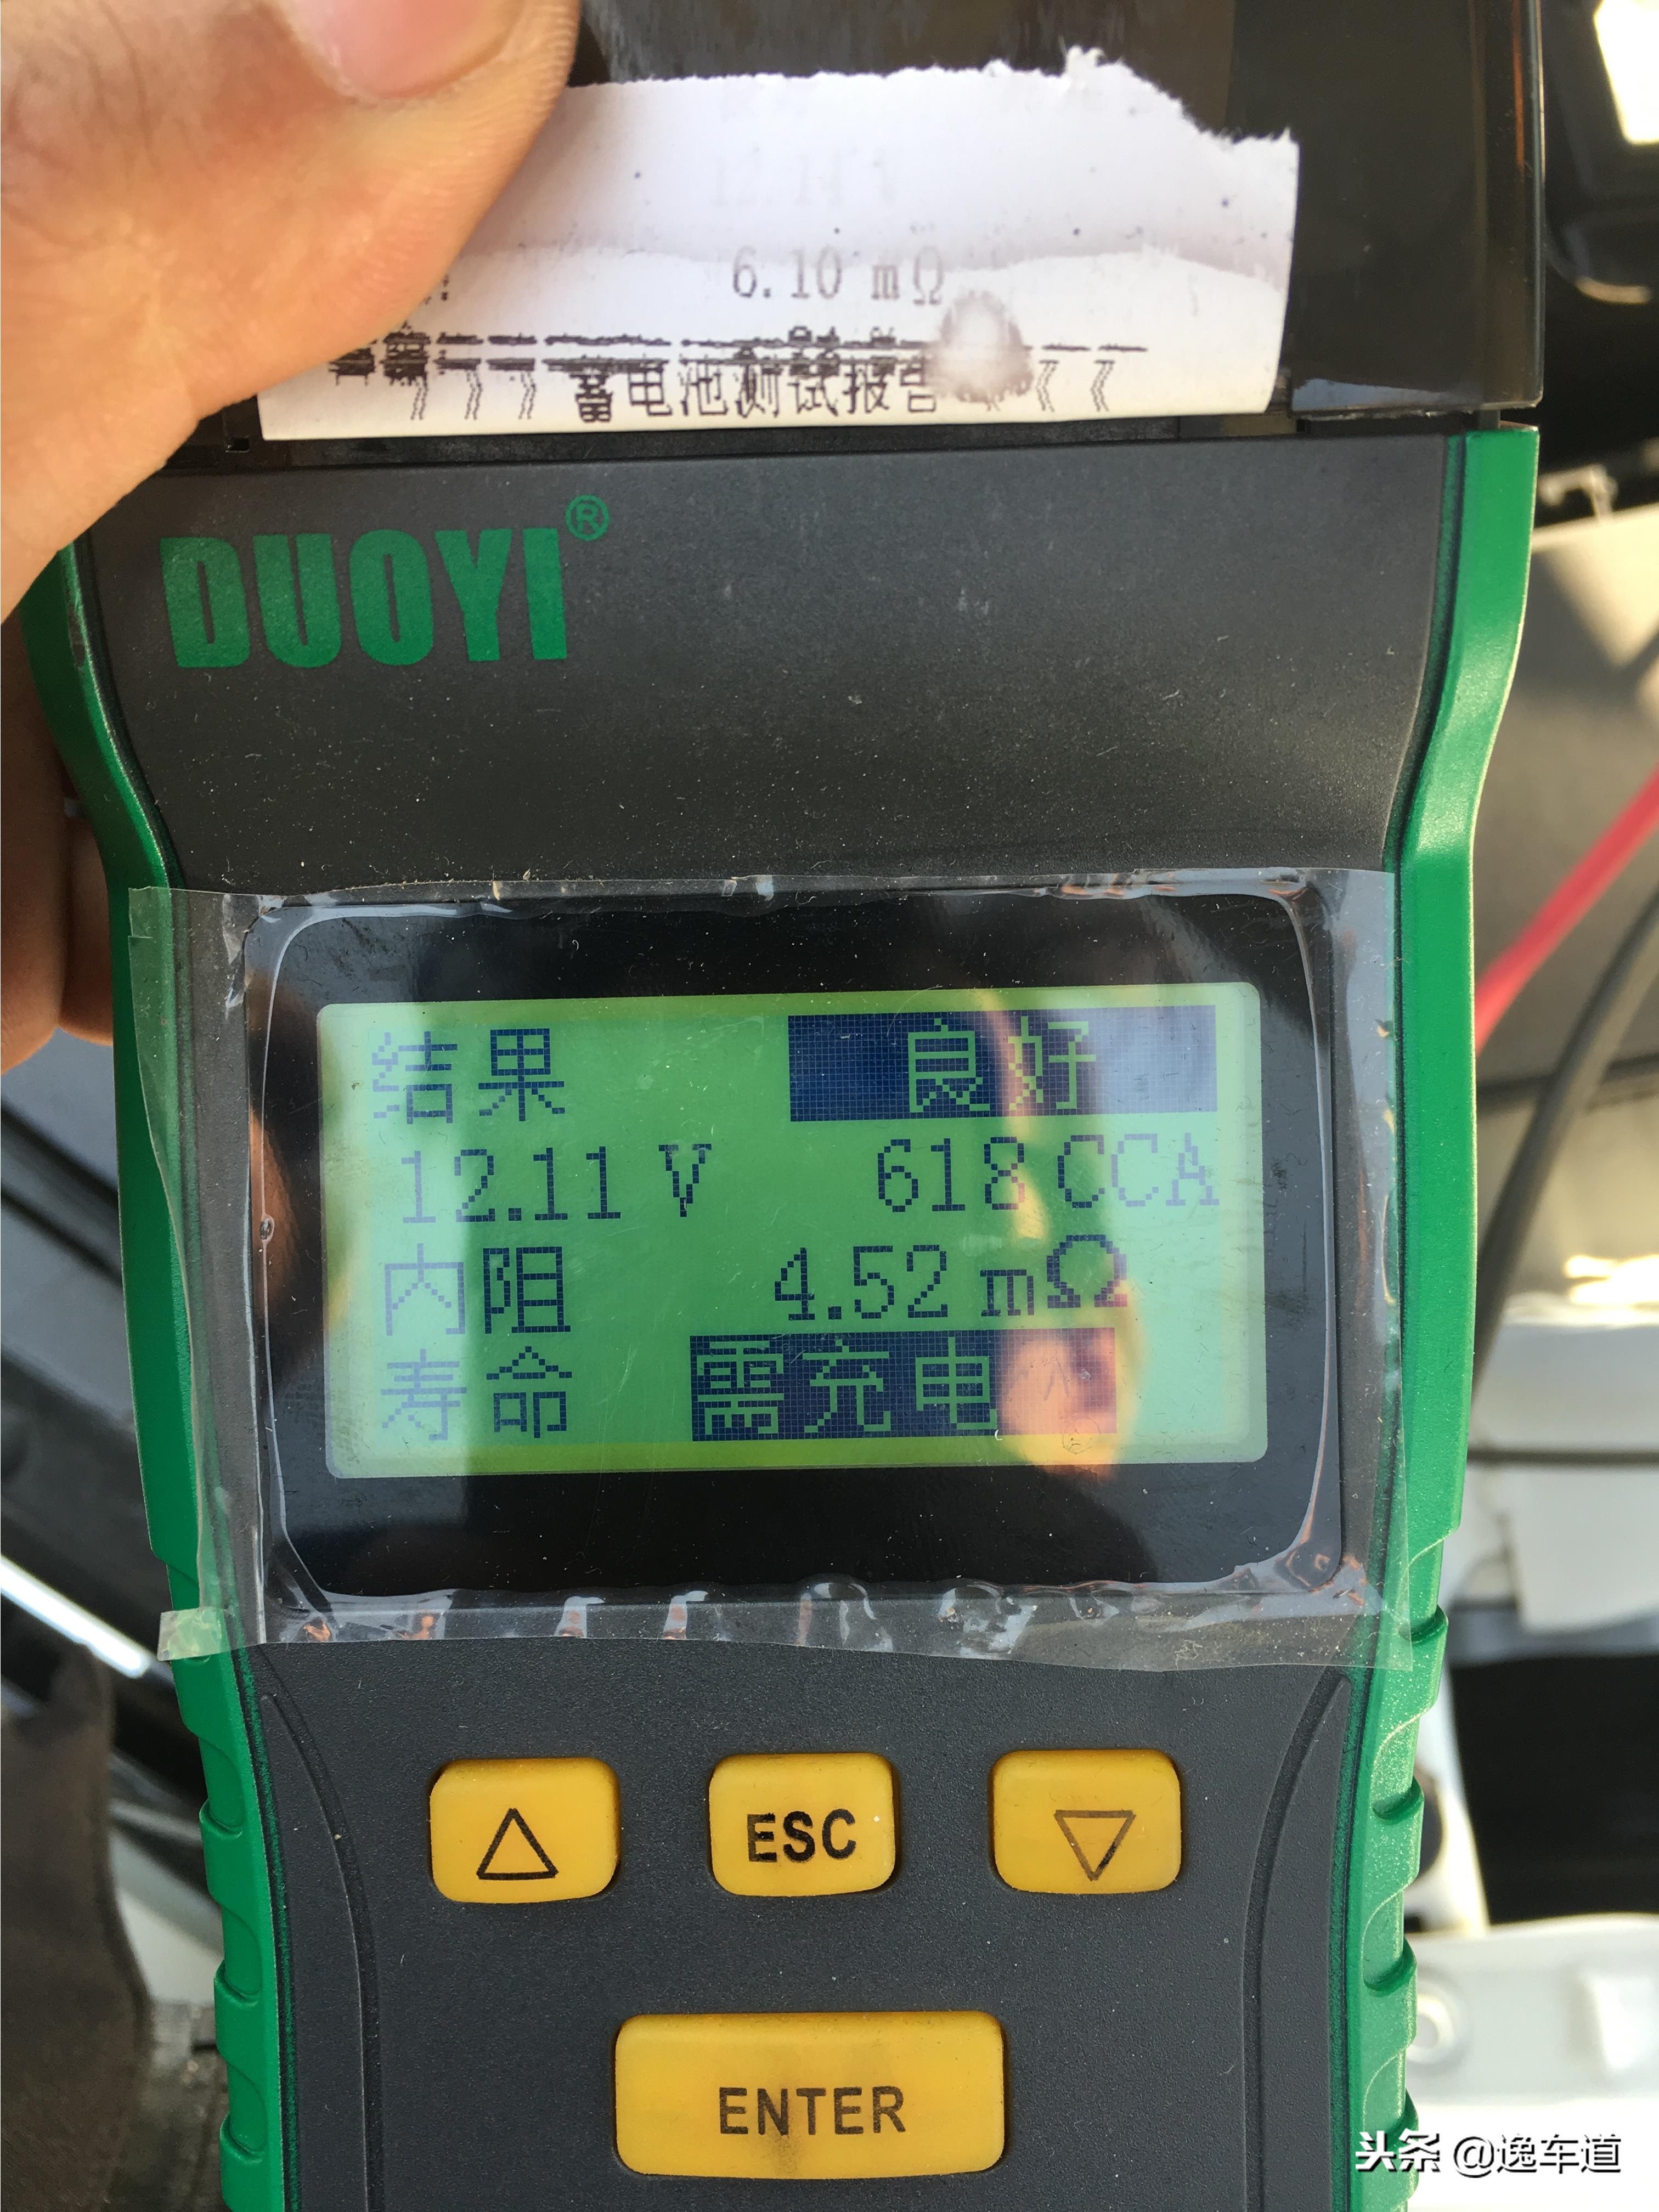 6.10 mΩ
蓄电池测试报告
DUOYI®
结果 良好
12.11 V 618 CCA
内阻 4.52 mΩ
寿命 需充电
△ ESC ▽
ENTER
头条 @逸车道